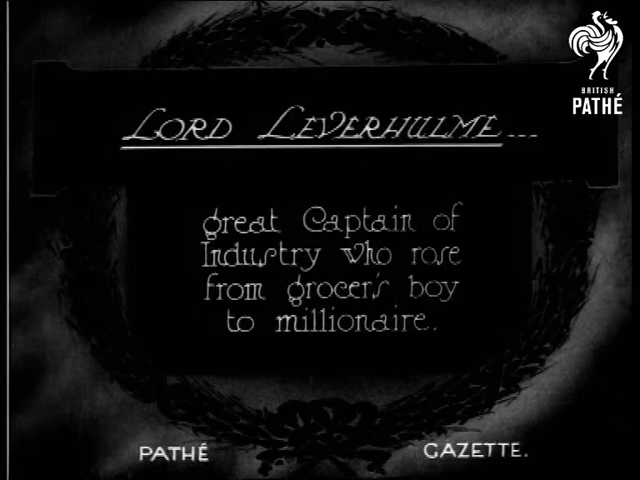 BRITISH
PATHÉ
LORD LEVERHULME...
great Captain of
Industry who rose
from grocer's boy
to millionaire.
PATHÉ GAZETTE.